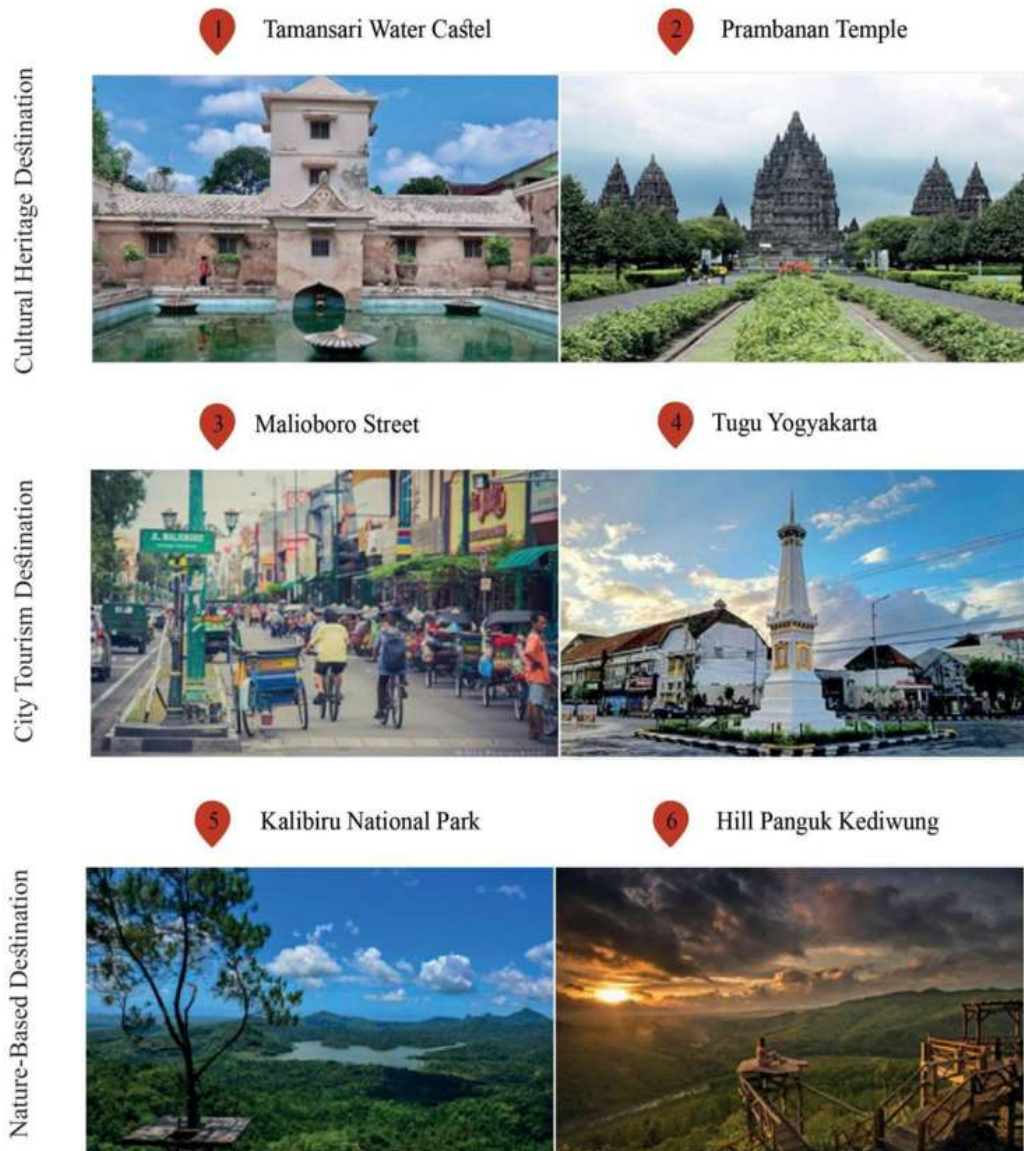 1 Tamansari Water Castel
2 Prambanan Temple
Cultural Heritage Destination
3 Malioboro Street
4 Tugu Yogyakarta
City Tourism Destination
JL. MALIOBORO
5 Kalibiru National Park
6 Hill Panguk Kediwung
Nature-Based Destination